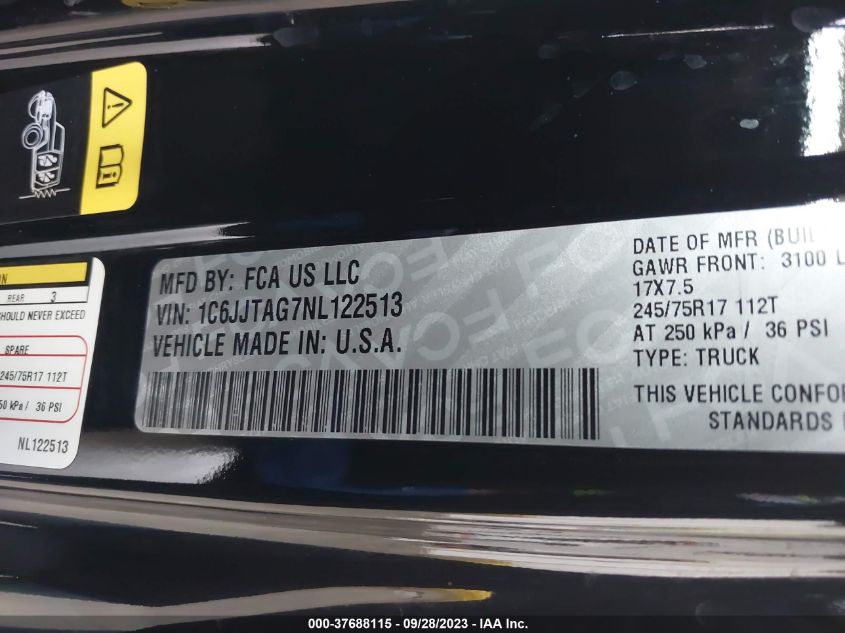 MFD BY: FCA US LLC
VIN: 1C6JJTAG7NL122513
VEHICLE MADE IN: U.S.A.
DATE OF MFR (BUIL
GAWR FRONT: 3100 L
17X7.5
245/75R17 112T
AT 250 kPa / 36 PSI
TYPE: TRUCK
THIS VEHICLE CONFOR
STANDARDS
REAR 3
HOULD NEVER EXCEED
SPARE
245/75R17 112T
50 kPa / 36 PSI
NL122513
000-37688115 - 09/28/2023 - IAA Inc.